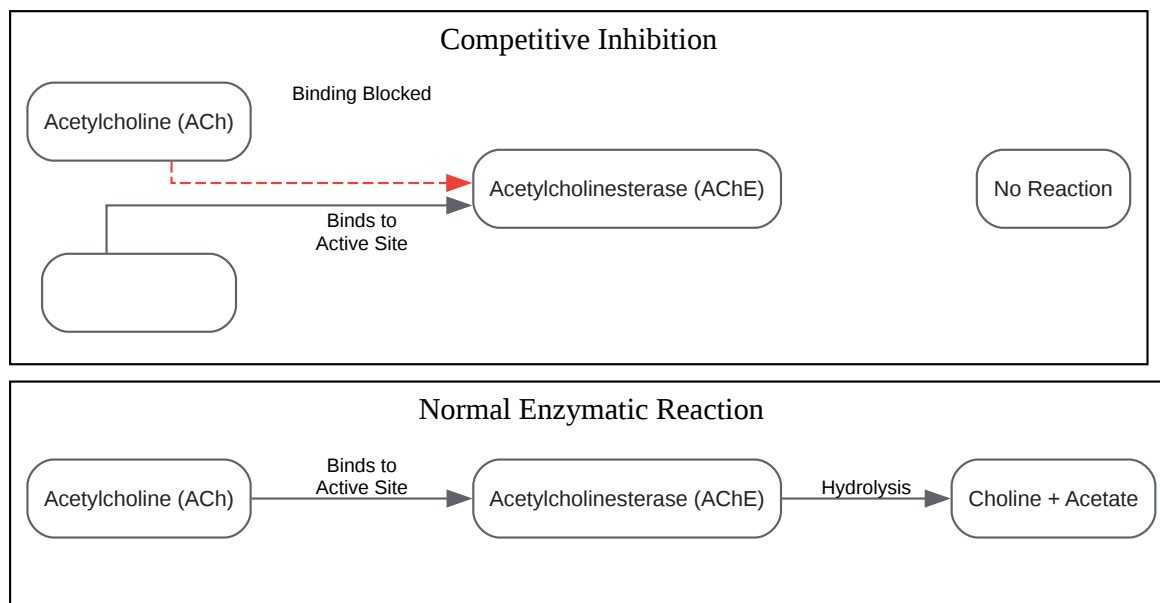 Competitive Inhibition
Binding Blocked
Acetylcholine (ACh)
Acetylcholinesterase (AChE)
No Reaction
Binds to
Active Site
Normal Enzymatic Reaction
Acetylcholine (ACh)
Binds to
Active Site
Acetylcholinesterase (AChE)
Hydrolysis
Choline + Acetate